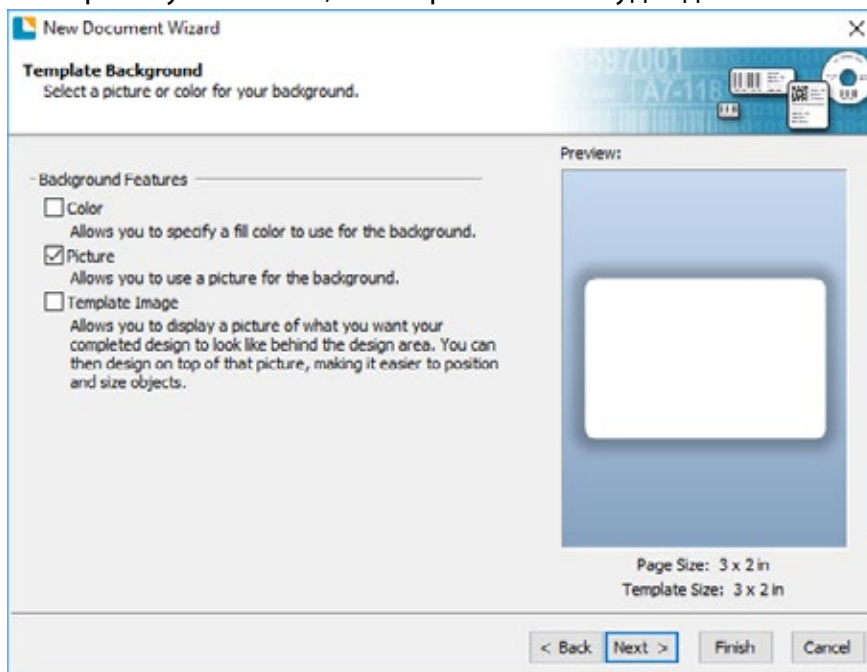 New Document Wizard
Template Background
Select a picture or color for your background.
3597001
A7-118
Preview:
Background Features
Color
Allows you to specify a fill color to use for the background.
Picture
Allows you to use a picture for the background.
Template Image
Allows you to display a picture of what you want your
completed design to look like behind the design area. You can
then design on top of that picture, making it easier to position
and size objects.
Page Size: 3 x 2 in
Template Size: 3 x 2 in
< Back Next > Finish Cancel